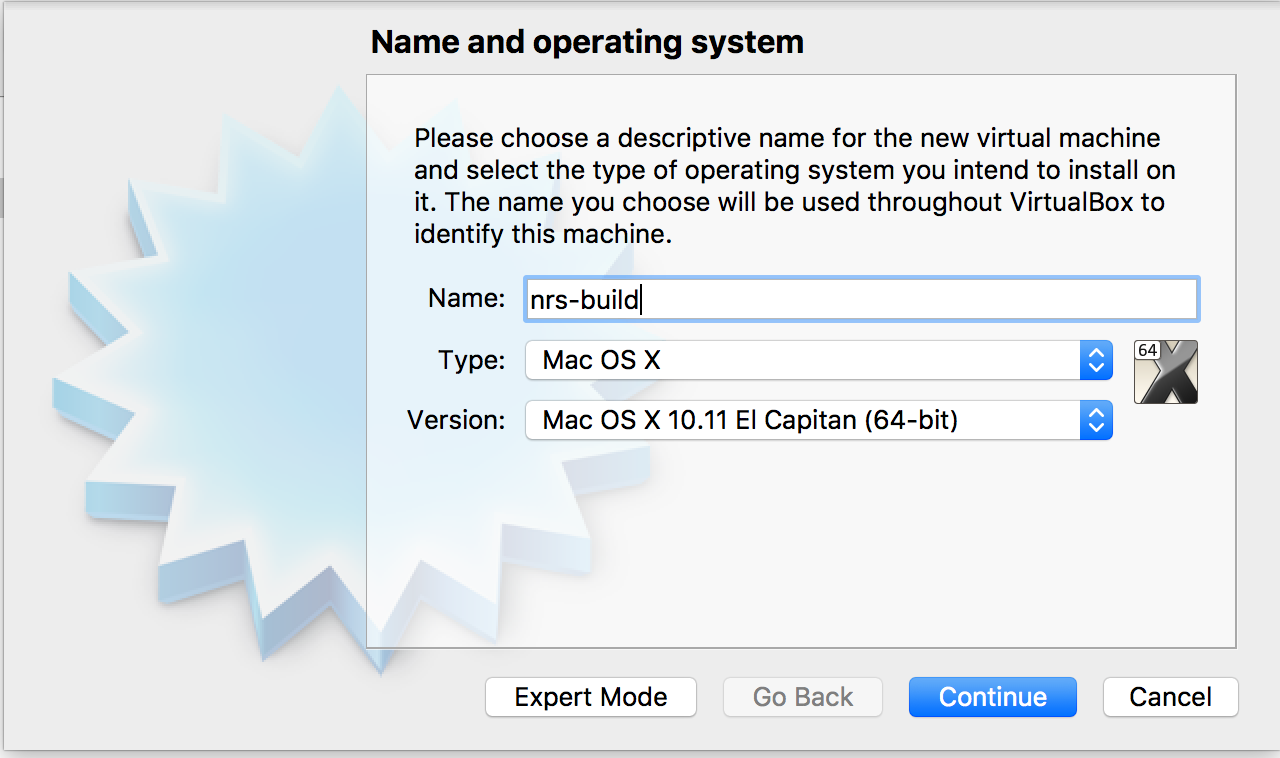 Name and operating system
Please choose a descriptive name for the new virtual machine
and select the type of operating system you intend to install on
it. The name you choose will be used throughout VirtualBox to
identify this machine.
Name: nrs-build
Type: Mac OS X
64
Version: Mac OS X 10.11 El Capitan (64-bit)
Expert Mode Go Back Continue Cancel